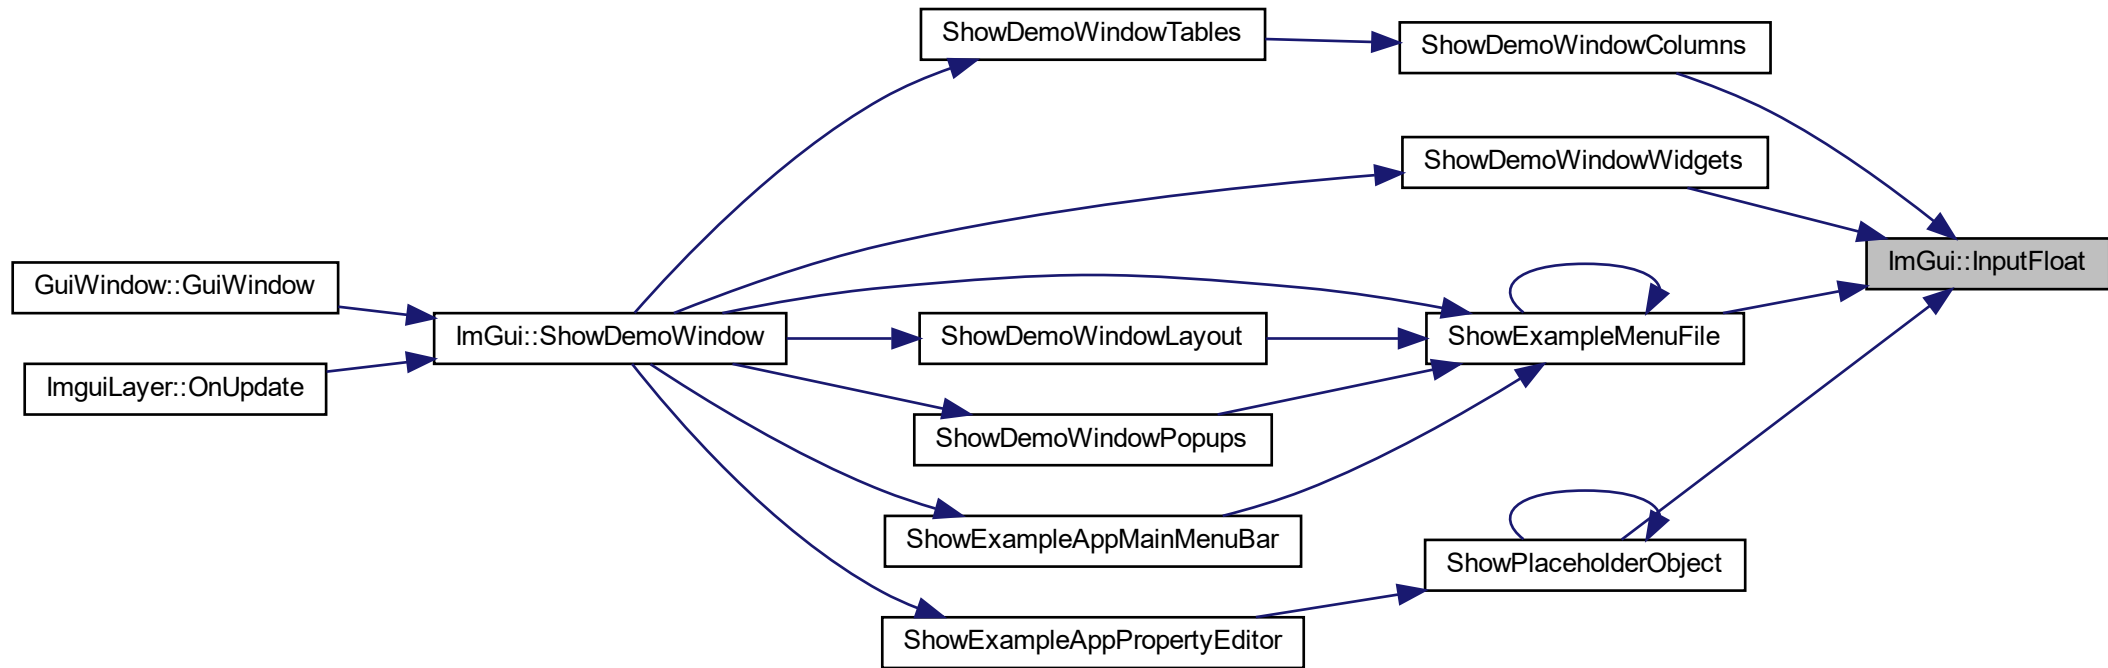 ShowDemoWindowTables
ShowDemoWindowColumns
ShowDemoWindowWidgets
ImGui::InputFloat
GuiWindow::GuiWindow
ImGui::ShowDemoWindow
ShowDemoWindowLayout
ShowExampleMenuFile
ImguiLayer::OnUpdate
ShowDemoWindowPopups
ShowExampleAppMainMenuBar
ShowPlaceholderObject
ShowExampleAppPropertyEditor